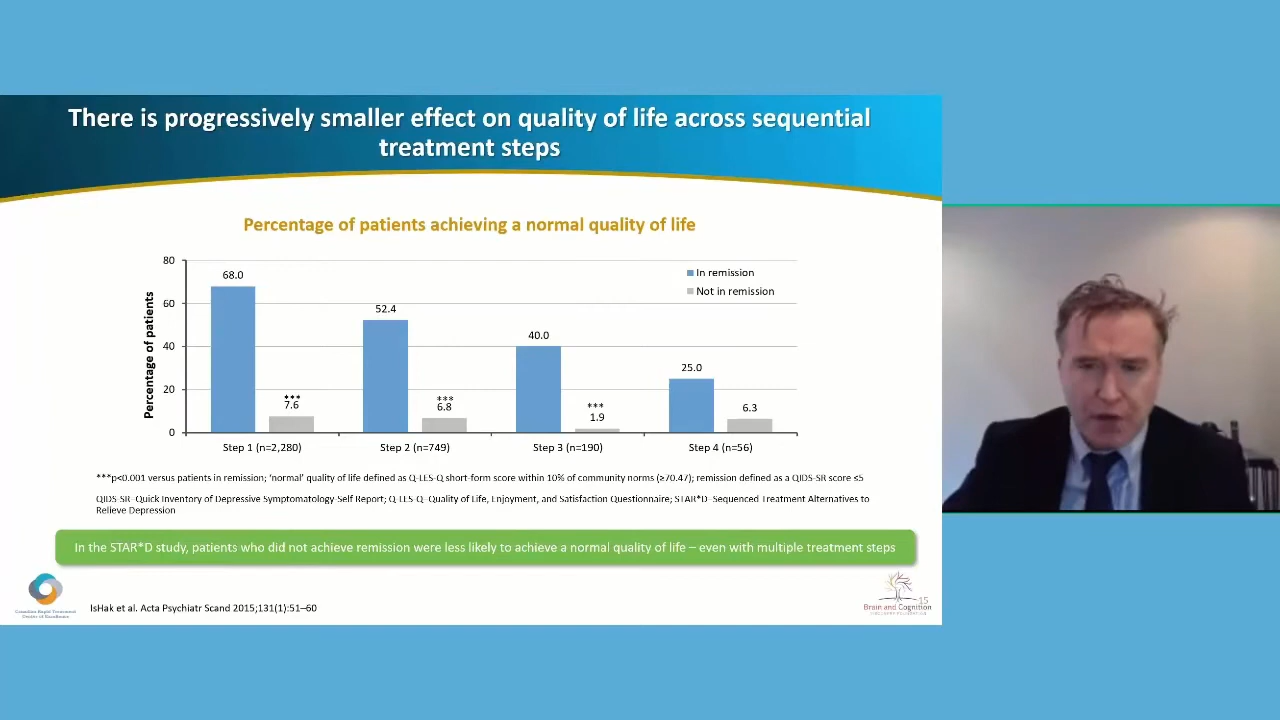 There is progressively smaller effect on quality of life across sequential
treatment steps
Percentage of patients achieving a normal quality of life
Percentage of patients
80
60
40
20
0
In remission
Not in remission
68.0
***
7.6
52.4
***
6.8
40.0
***
1.9
25.0
6.3
Step 1 (n=2,280)
Step 2 (n=749)
Step 3 (n=190)
Step 4 (n=56)
***p<0.001 versus patients in remission; 'normal' quality of life defined as Q-LES-Q short-form score within 10% of community norms (≥70.47); remission defined as a QIDS-SR score ≤5
QIDS-SR–Quick Inventory of Depressive Symptomatology-Self Report; Q-LES-Q–Quality of Life, Enjoyment, and Satisfaction Questionnaire; STAR*D–Sequenced Treatment Alternatives to
Relieve Depression
In the STAR*D study, patients who did not achieve remission were less likely to achieve a normal quality of life – even with multiple treatment steps
Canadian Rapid Treatment
Center of Excellence
IsHak et al. Acta Psychiatr Scand 2015;131(1):51–60
15
Brain and Cognition